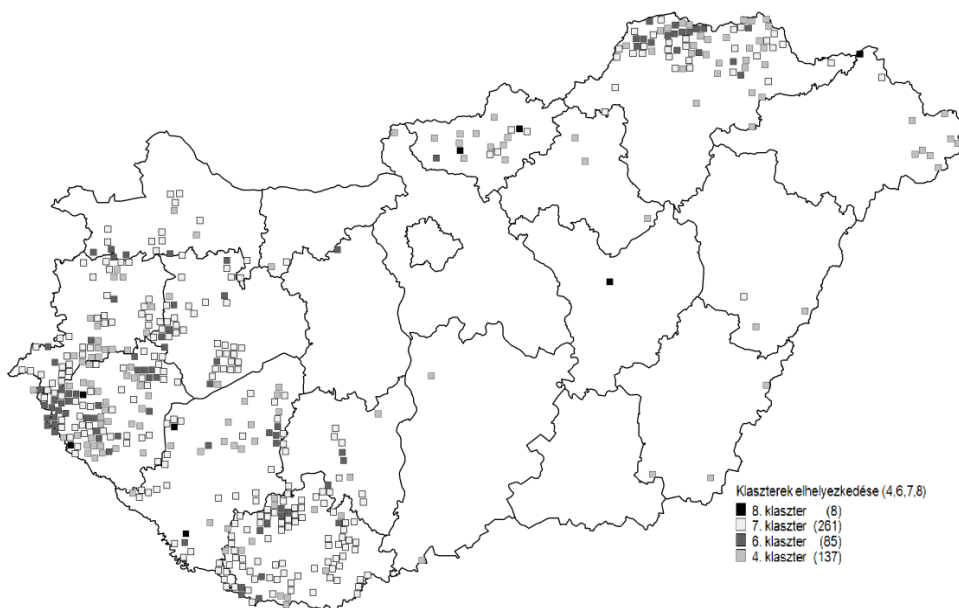 Klaszterek elhelyezkedése (4,6,7,8)
8. klaszter (8)
7. klaszter (261)
6. klaszter (85)
4. klaszter (137)